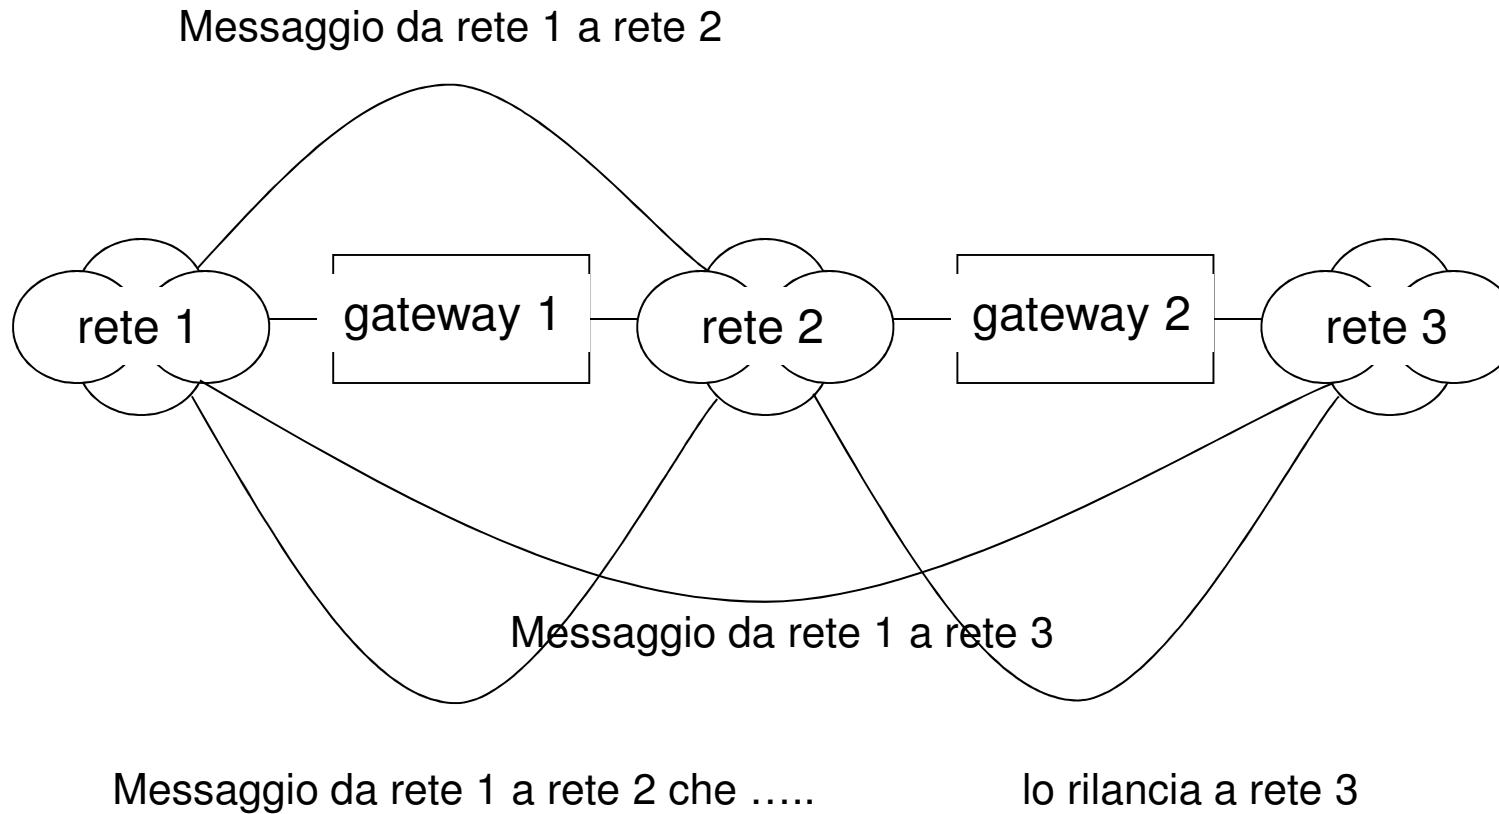 Messaggio da rete 1 a rete 2
rete 1
gateway 1
rete 2
gateway 2
rete 3
Messaggio da rete 1 a rete 3
Messaggio da rete 1 a rete 2 che …..
lo rilancia a rete 3